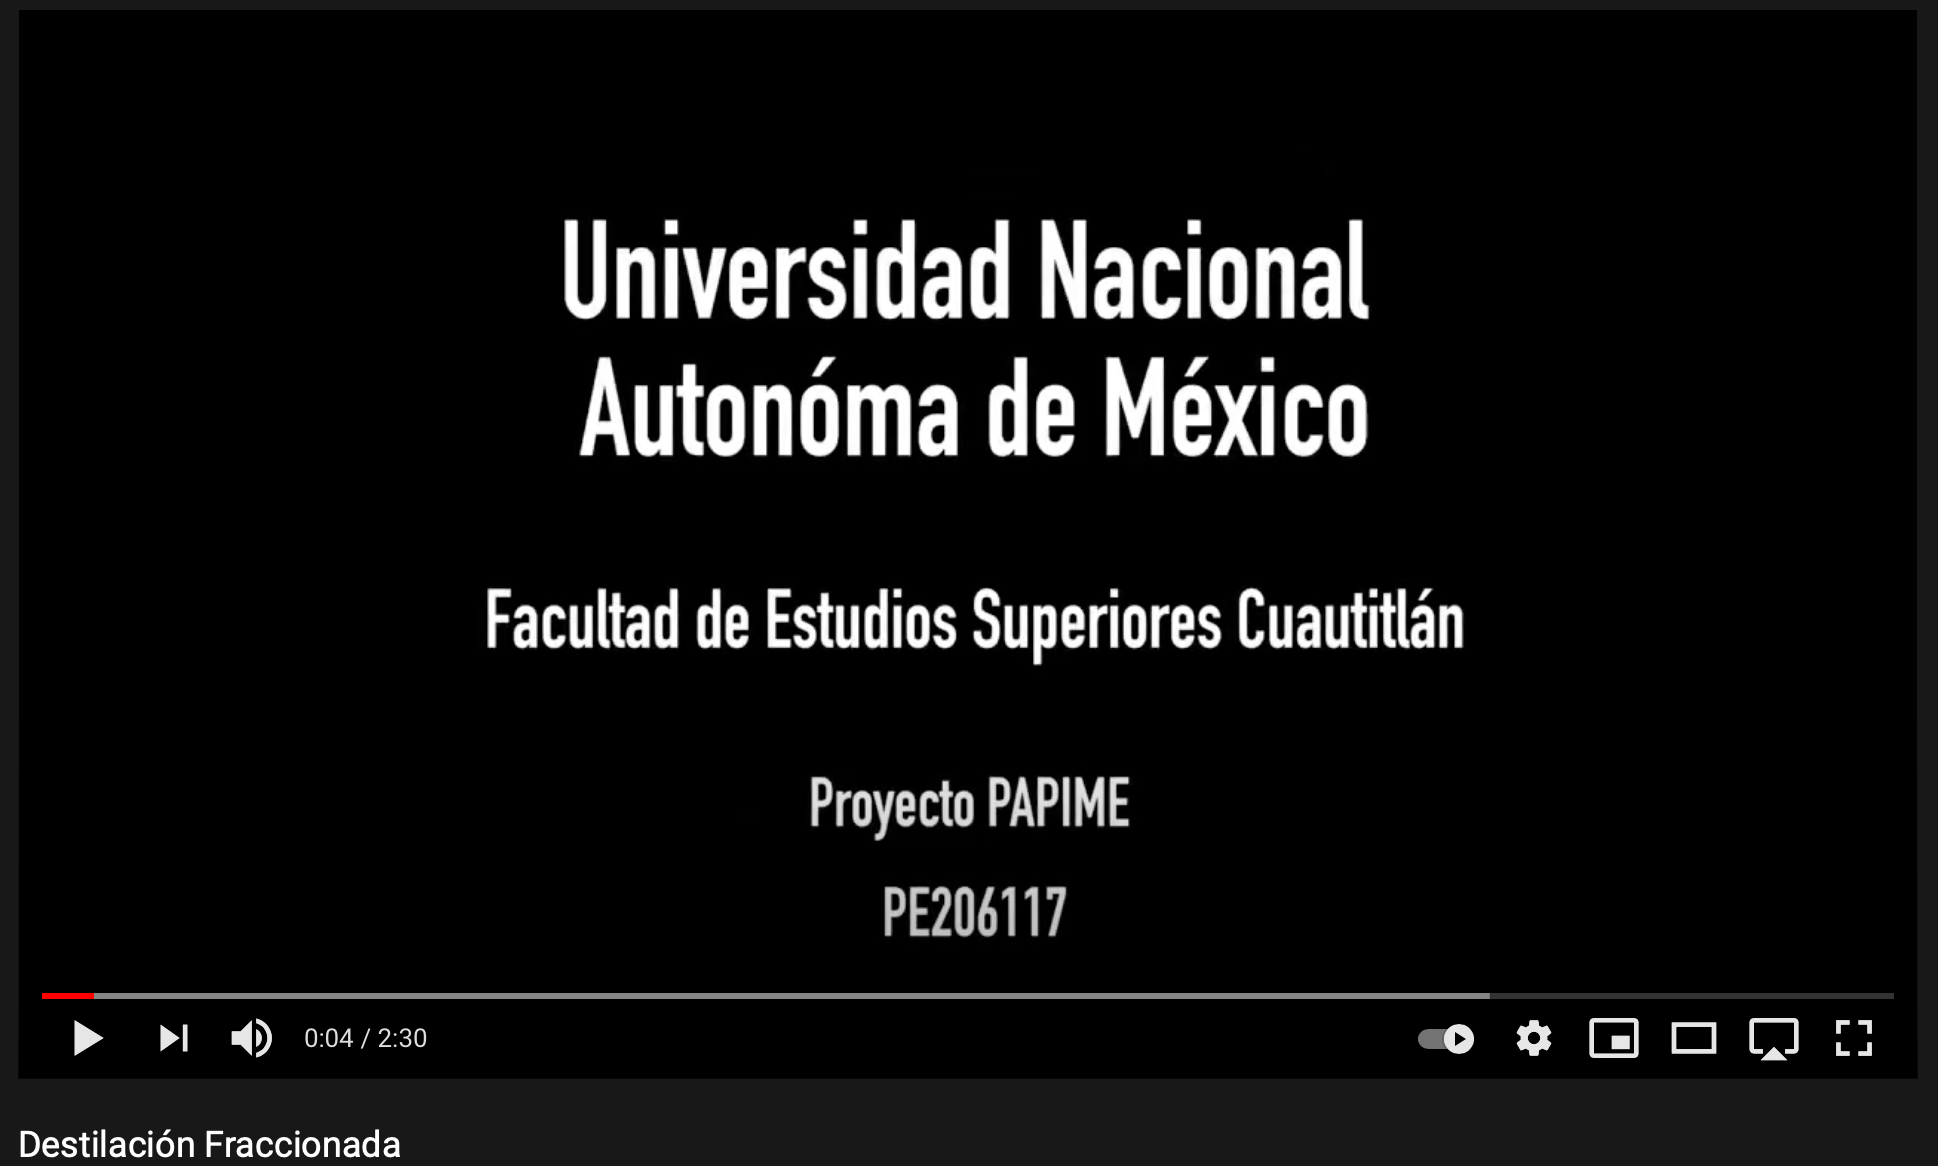 Universidad Nacional
Autonóma de México
Facultad de Estudios Superiores Cuautitlán
Proyecto PAPIME
PE206117
0:04 / 2:30
Destilación Fraccionada